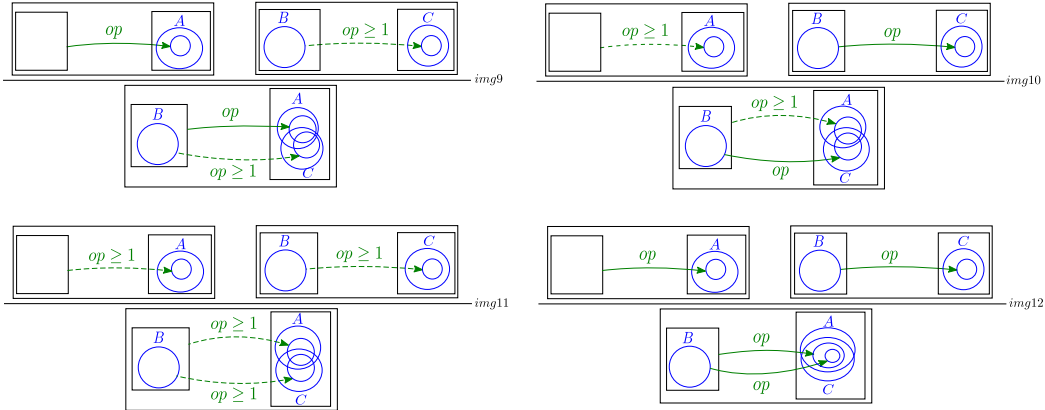 op A B op ≥ 1 C img9
B op A op ≥ 1 C
op ≥ 1 A B op C img10
B op ≥ 1 A op C
op ≥ 1 A B op ≥ 1 C img11
B op ≥ 1 A op ≥ 1 C
op A B op C img12
B op A op C